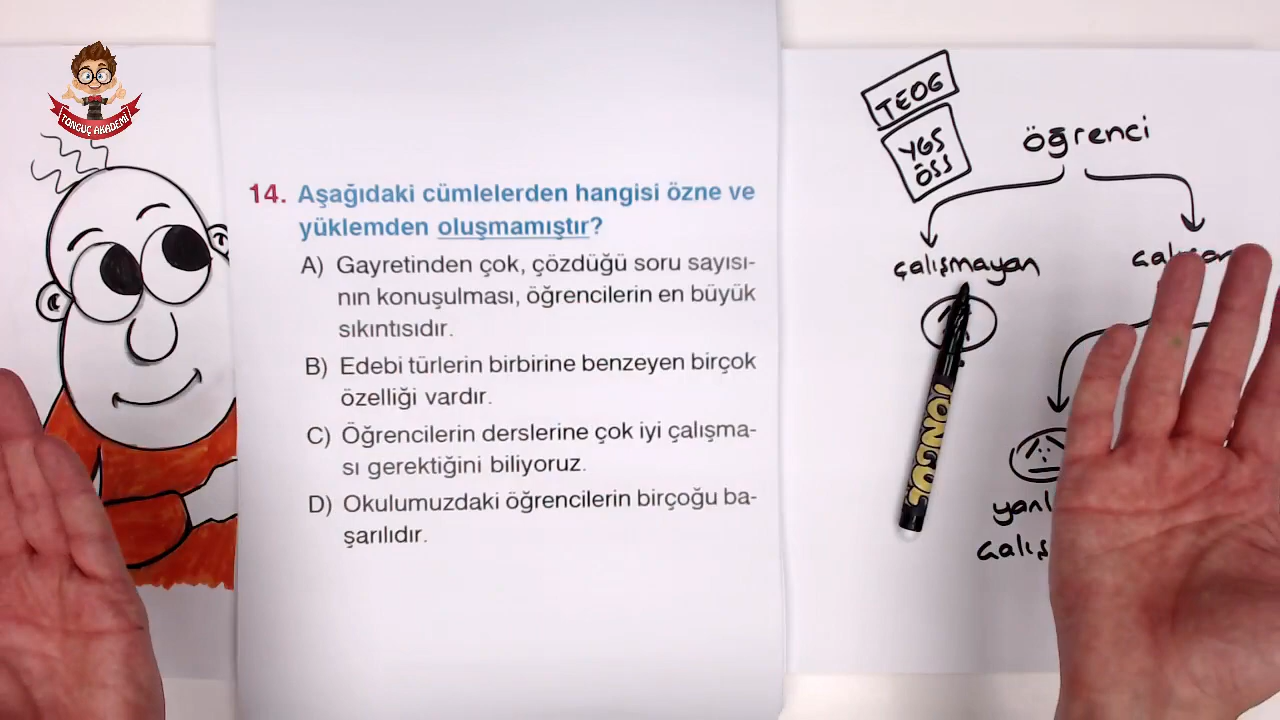 TONGUÇ AKADEMİ
14. Aşağıdaki cümlelerden hangisi özne ve
yüklemden oluşmamıştır?
A) Gayretinden çok, çözdüğü soru sayısı-
nın konuşulması, öğrencilerin en büyük
sıkıntısıdır.
B) Edebi türlerin birbirine benzeyen birçok
özelliği vardır.
C) Öğrencilerin derslerine çok iyi çalışma-
sı gerektiğini biliyoruz.
D) Okulumuzdaki öğrencilerin birçoğu ba-
şarılıdır.
TEOG
YGS
ÖSS
öğrenci
çalışmayan
TONGUÇ